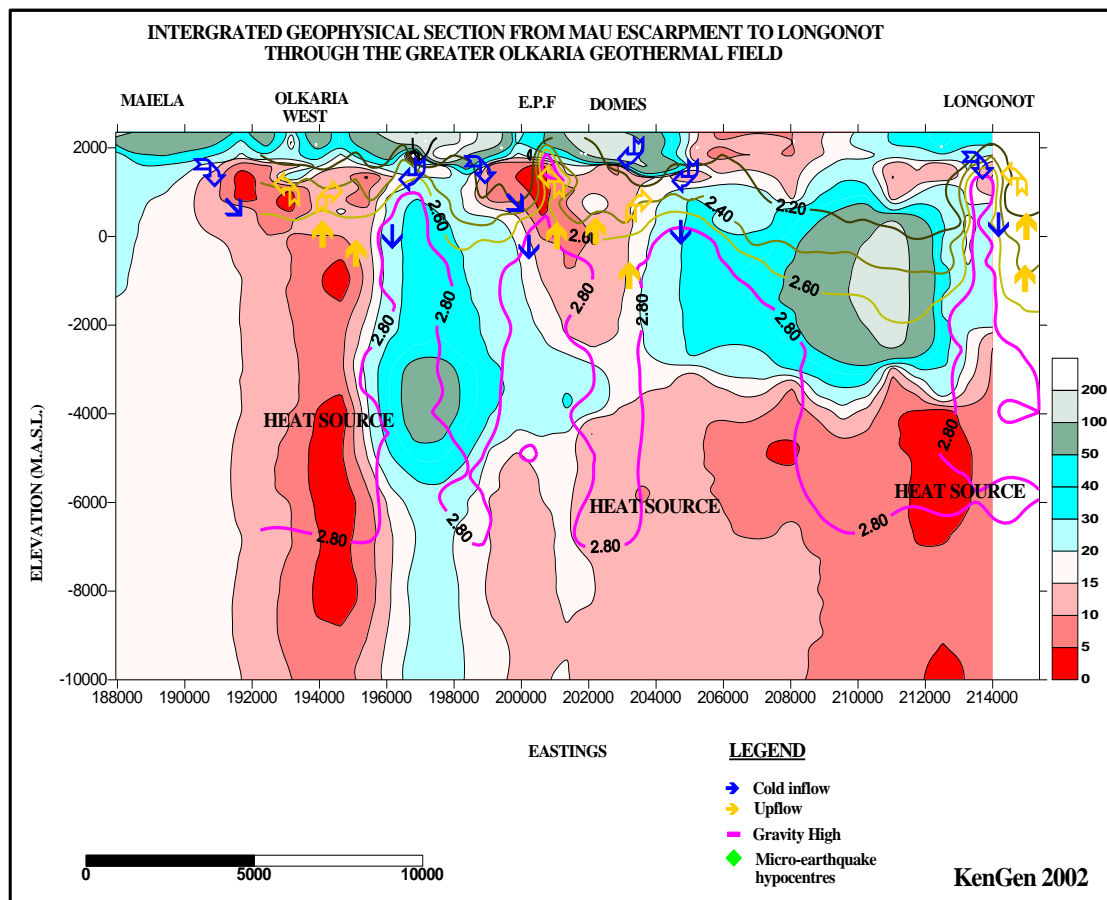 INTERGRATED GEOPHYSICAL SECTION FROM MAU ESCARPMENT TO LONGONOT
THROUGH THE GREATER OLKARIA GEOTHERMAL FIELD
MAIELA
OLKARIA
WEST
E.P.F
DOMES
LONGONOT
2000
0
-2000
-4000
-6000
-8000
-10000
ELEVATION (M.A.S.L.)
2.60
2.40
2.20
2.60
2.80
2.80
2.80
2.80
2.80
2.80
2.80
2.80
2.80
2.80
HEAT SOURCE
HEAT SOURCE
HEAT SOURCE
200
100
50
40
30
20
15
10
5
0
188000 190000 192000 194000 196000 198000 200000 202000 204000 206000 208000 210000 212000 214000
EASTINGS
LEGEND
Cold inflow
Upflow
Gravity High
Micro-earthquake
hypocentres
0 5000 10000
KenGen 2002